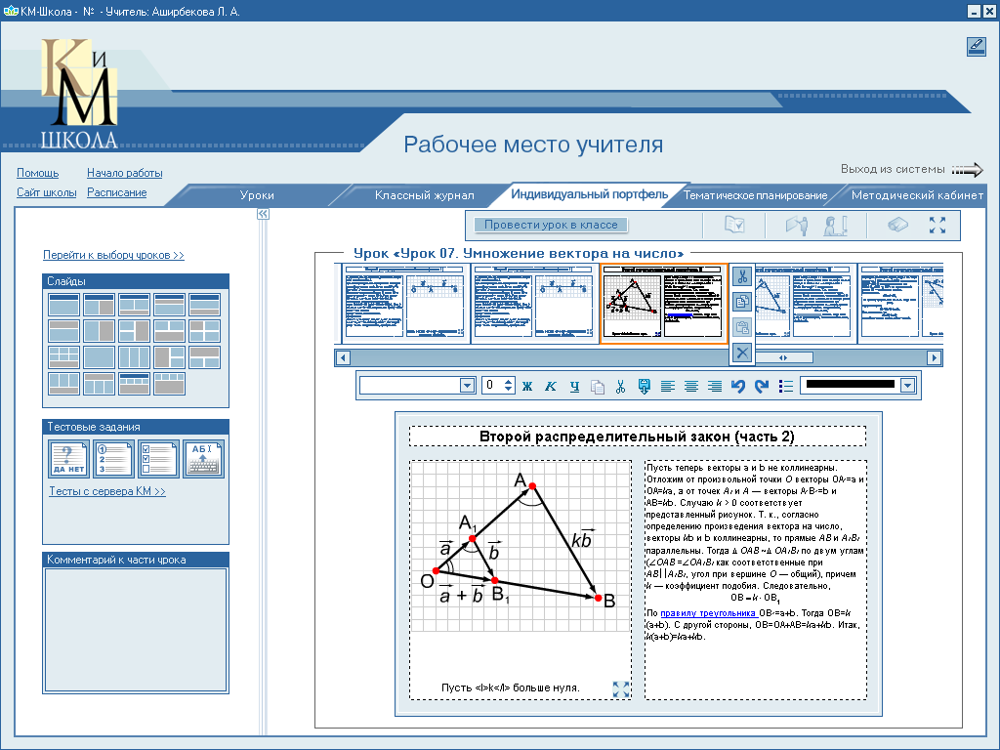 КМ-Школа - № - Учитель: Аширбекова Л. А.
К и М
ШКОЛА
Рабочее место учителя
Помощь Начало работы
Сайт школы Расписание
Выход из системы
Уроки Классный журнал Индивидуальный портфель Тематическое планирование Методический кабинет
Провести урок в классе
Перейти к выбору уроков >>
Урок «Урок 07. Умножение вектора на число»
Слайды
0 Ж К Ч
Тестовые задания
? ДА НЕТ
1 2 3
АБ
Тесты с сервера КМ >>
Комментарий к части урока
Второй распределительный закон (часть 2)
A
A1
a b kb
O
a + b B1
B
Пусть <I>k</I> больше нуля.
Пусть теперь векторы a и b не коллинеарны.
Отложим от произвольной точки O векторы OA1=a и
OA=ka, а от точек A1 и A — векторы A1B1=b и
AB=kb. Случаю k > 0 соответствует
представленный рисунок. Т. к., согласно
определению произведения вектора на число,
векторы kb и b коллинеарны, то прямые AB и A1B1
параллельны. Тогда Δ OAB ~Δ OA1B1 по двум углам
(∠OAB =∠OA1B1 как соответственные при
AB||A1B1, угол при вершине O — общий), причем
k — коэффициент подобия. Следовательно,
OB = k · OB1
По правилу треугольника OB1=a+b. Тогда OB=k
(a+b). С другой стороны, OB=OA+AB=ka+kb. Итак,
k(a+b)=ka+kb.